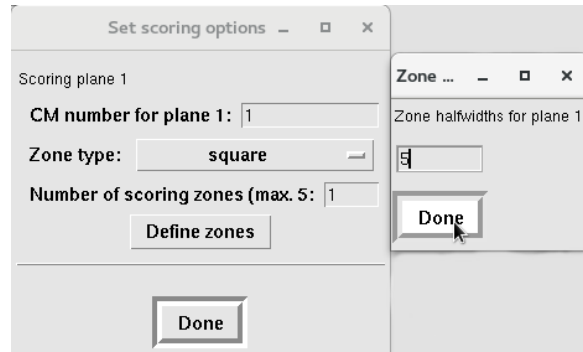 Set scoring options
Scoring plane 1
CM number for plane 1: 1
Zone type: square
Number of scoring zones (max. 5: 1
Define zones
Done
Zone ...
Zone halfwidths for plane 1
5
Done